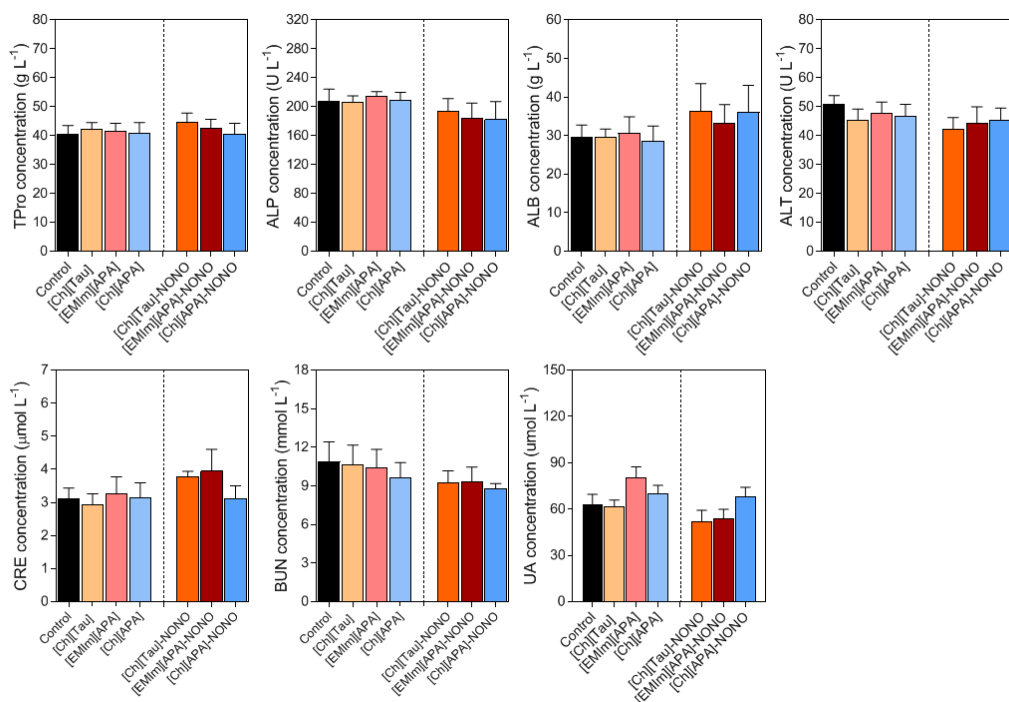 TPro concentration (g L⁻¹)
80
70
60
50
40
30
20
10
0
Control
[Ch][Tau]
[EMIm][APA]
[Ch][APA]
[Ch][Tau]-NONO
[EMIm][APA]-NONO
[Ch][APA]-NONO
ALP concentration (U L⁻¹)
320
280
240
200
160
120
80
40
0
Control
[Ch][Tau]
[EMIm][APA]
[Ch][APA]
[Ch][Tau]-NONO
[EMIm][APA]-NONO
[Ch][APA]-NONO
ALB concentration (g L⁻¹)
60
50
40
30
20
10
0
Control
[Ch][Tau]
[EMIm][APA]
[Ch][APA]
[Ch][Tau]-NONO
[EMIm][APA]-NONO
[Ch][APA]-NONO
ALT concentration (U L⁻¹)
80
70
60
50
40
30
20
10
0
Control
[Ch][Tau]
[EMIm][APA]
[Ch][APA]
[Ch][Tau]-NONO
[EMIm][APA]-NONO
[Ch][APA]-NONO
CRE concentration (μmol L⁻¹)
7
6
5
4
3
2
1
0
Control
[Ch][Tau]
[EMIm][APA]
[Ch][APA]
[Ch][Tau]-NONO
[EMIm][APA]-NONO
[Ch][APA]-NONO
BUN concentration (mmol L⁻¹)
18
15
12
9
6
3
0
Control
[Ch][Tau]
[EMIm][APA]
[Ch][APA]
[Ch][Tau]-NONO
[EMIm][APA]-NONO
[Ch][APA]-NONO
UA concentration (umol L⁻¹)
150
120
90
60
30
0
Control
[Ch][Tau]
[EMIm][APA]
[Ch][APA]
[Ch][Tau]-NONO
[EMIm][APA]-NONO
[Ch][APA]-NONO